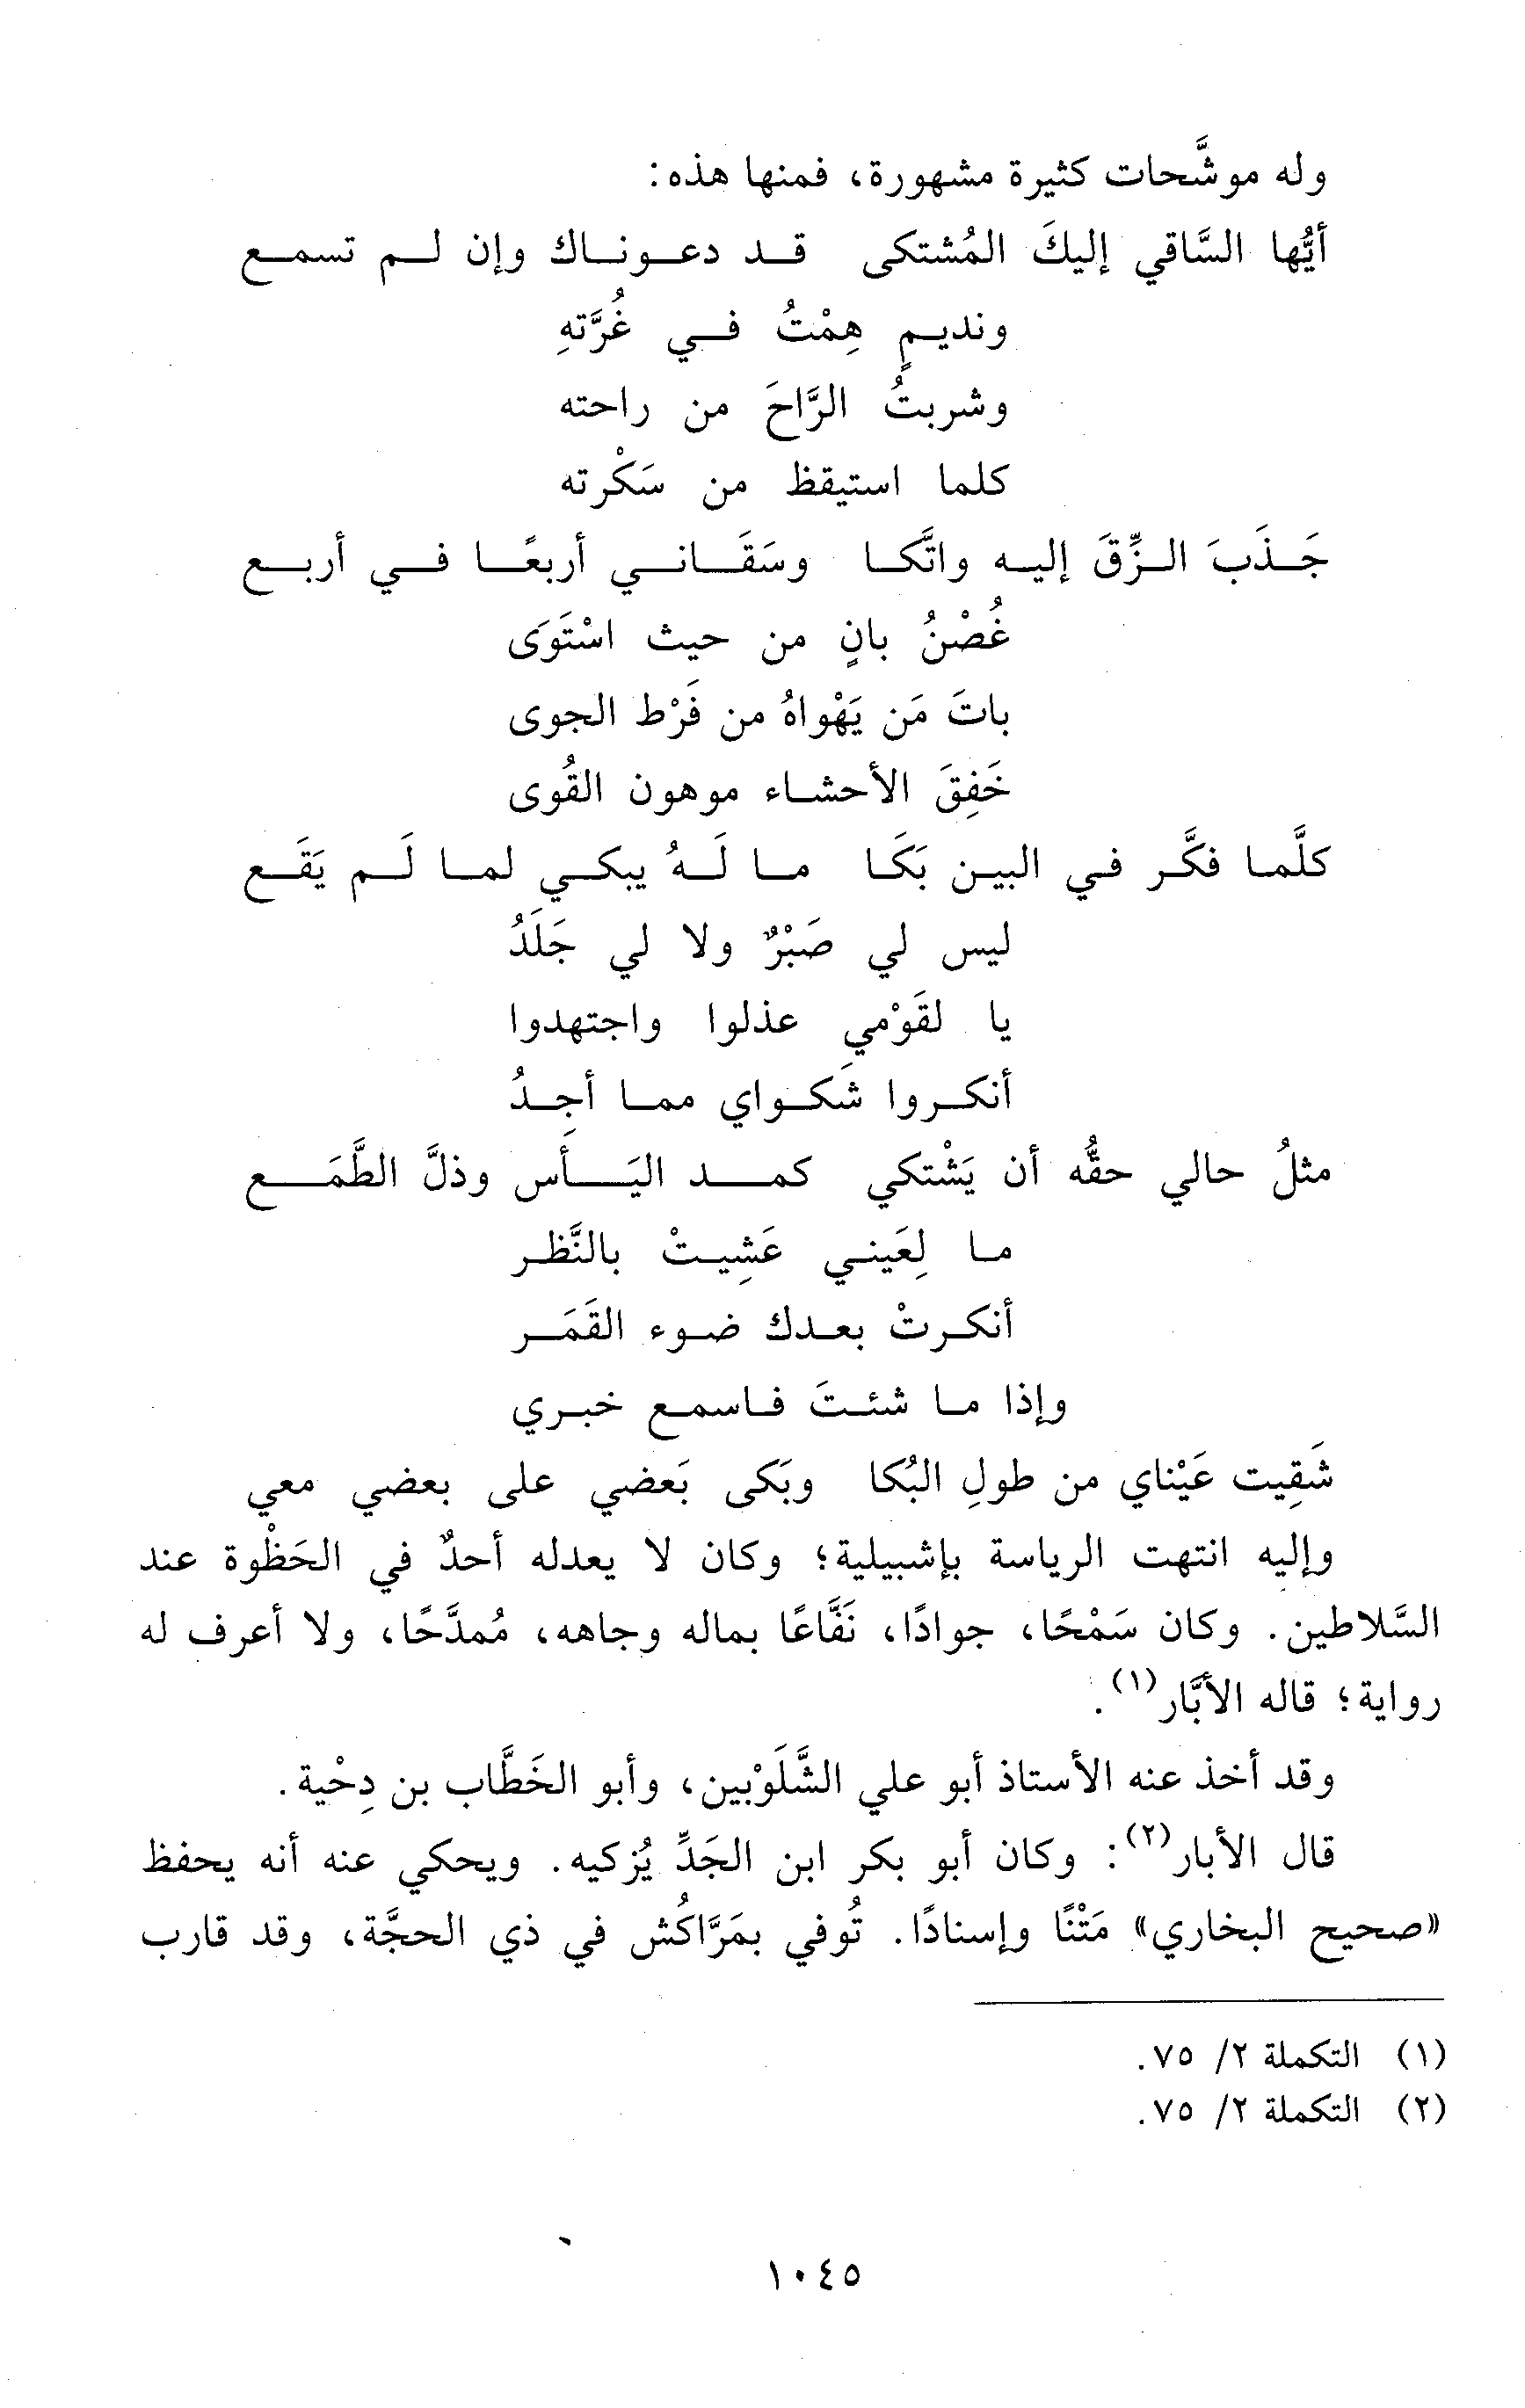 وله موشَّحات كثيرة مشهورة، فمنها هذه:
أيُّها السَّاقي إليكَ المُشتكى قد دعوناك وإن لم تسمع
ونديمٍ هِمْتُ في غُرَّتهِ
وشربتُ الرَّاحَ من راحته
كلما استيقظ من سَكْرته
جَذَبَ الزِّقَ إليه واتَّكا وسَقَاني أربعًا في أربع
غُصْنُ بانٍ من حيث اسْتَوَى
باتَ مَن يَهْواهُ من فَرْط الجوى
خَفِقَ الأحشاء موهون القُوى
كلَّما فكَّر في البين بَكَا ما لَهُ يبكي لما لَم يَقَع
ليس لي صَبْرٌ ولا لي جَلَدُ
يا لقَوْمي عذلوا واجتهدوا
أنكروا شَكواي مما أجِدُ
مثلُ حالي حقُّه أن يَشْتكي كمد اليَأَس وذلَّ الطَّمَع
ما لِعَيني عَشِيتْ بالنَّظر
أنكرتْ بعدك ضوء القَمَر
وإذا ما شئتَ فاسمع خبري
شَقِيت عَيْناي من طولِ البُكا وبَكى بَعضي على بعضي معي
وإليه انتهت الرياسة بإشبيلية؛ وكان لا يعدله أحدٌ في الحَظْوة عند
السَّلاطين. وكان سَمْحًا، جوادًا، نَفَّاعًا بماله وجاهه، مُمدَّحًا، ولا أعرف له
رواية؛ قاله الأبَّار(١).
وقد أخذ عنه الأستاذ أبو علي الشَّلَوْبين، وأبو الخَطَّاب بن دِحْية.
قال الأبار(٢): وكان أبو بكر ابن الجَدِّ يُزكيه. ويحكي عنه أنه يحفظ
«صحيح البخاري» مَتْنًا وإسنادًا. تُوفي بمَرَّاكُش في ذي الحجَّة، وقد قارب
(١) التكملة ٢/ ٧٥.
(٢) التكملة ٢/ ٧٥.
١٠٤٥